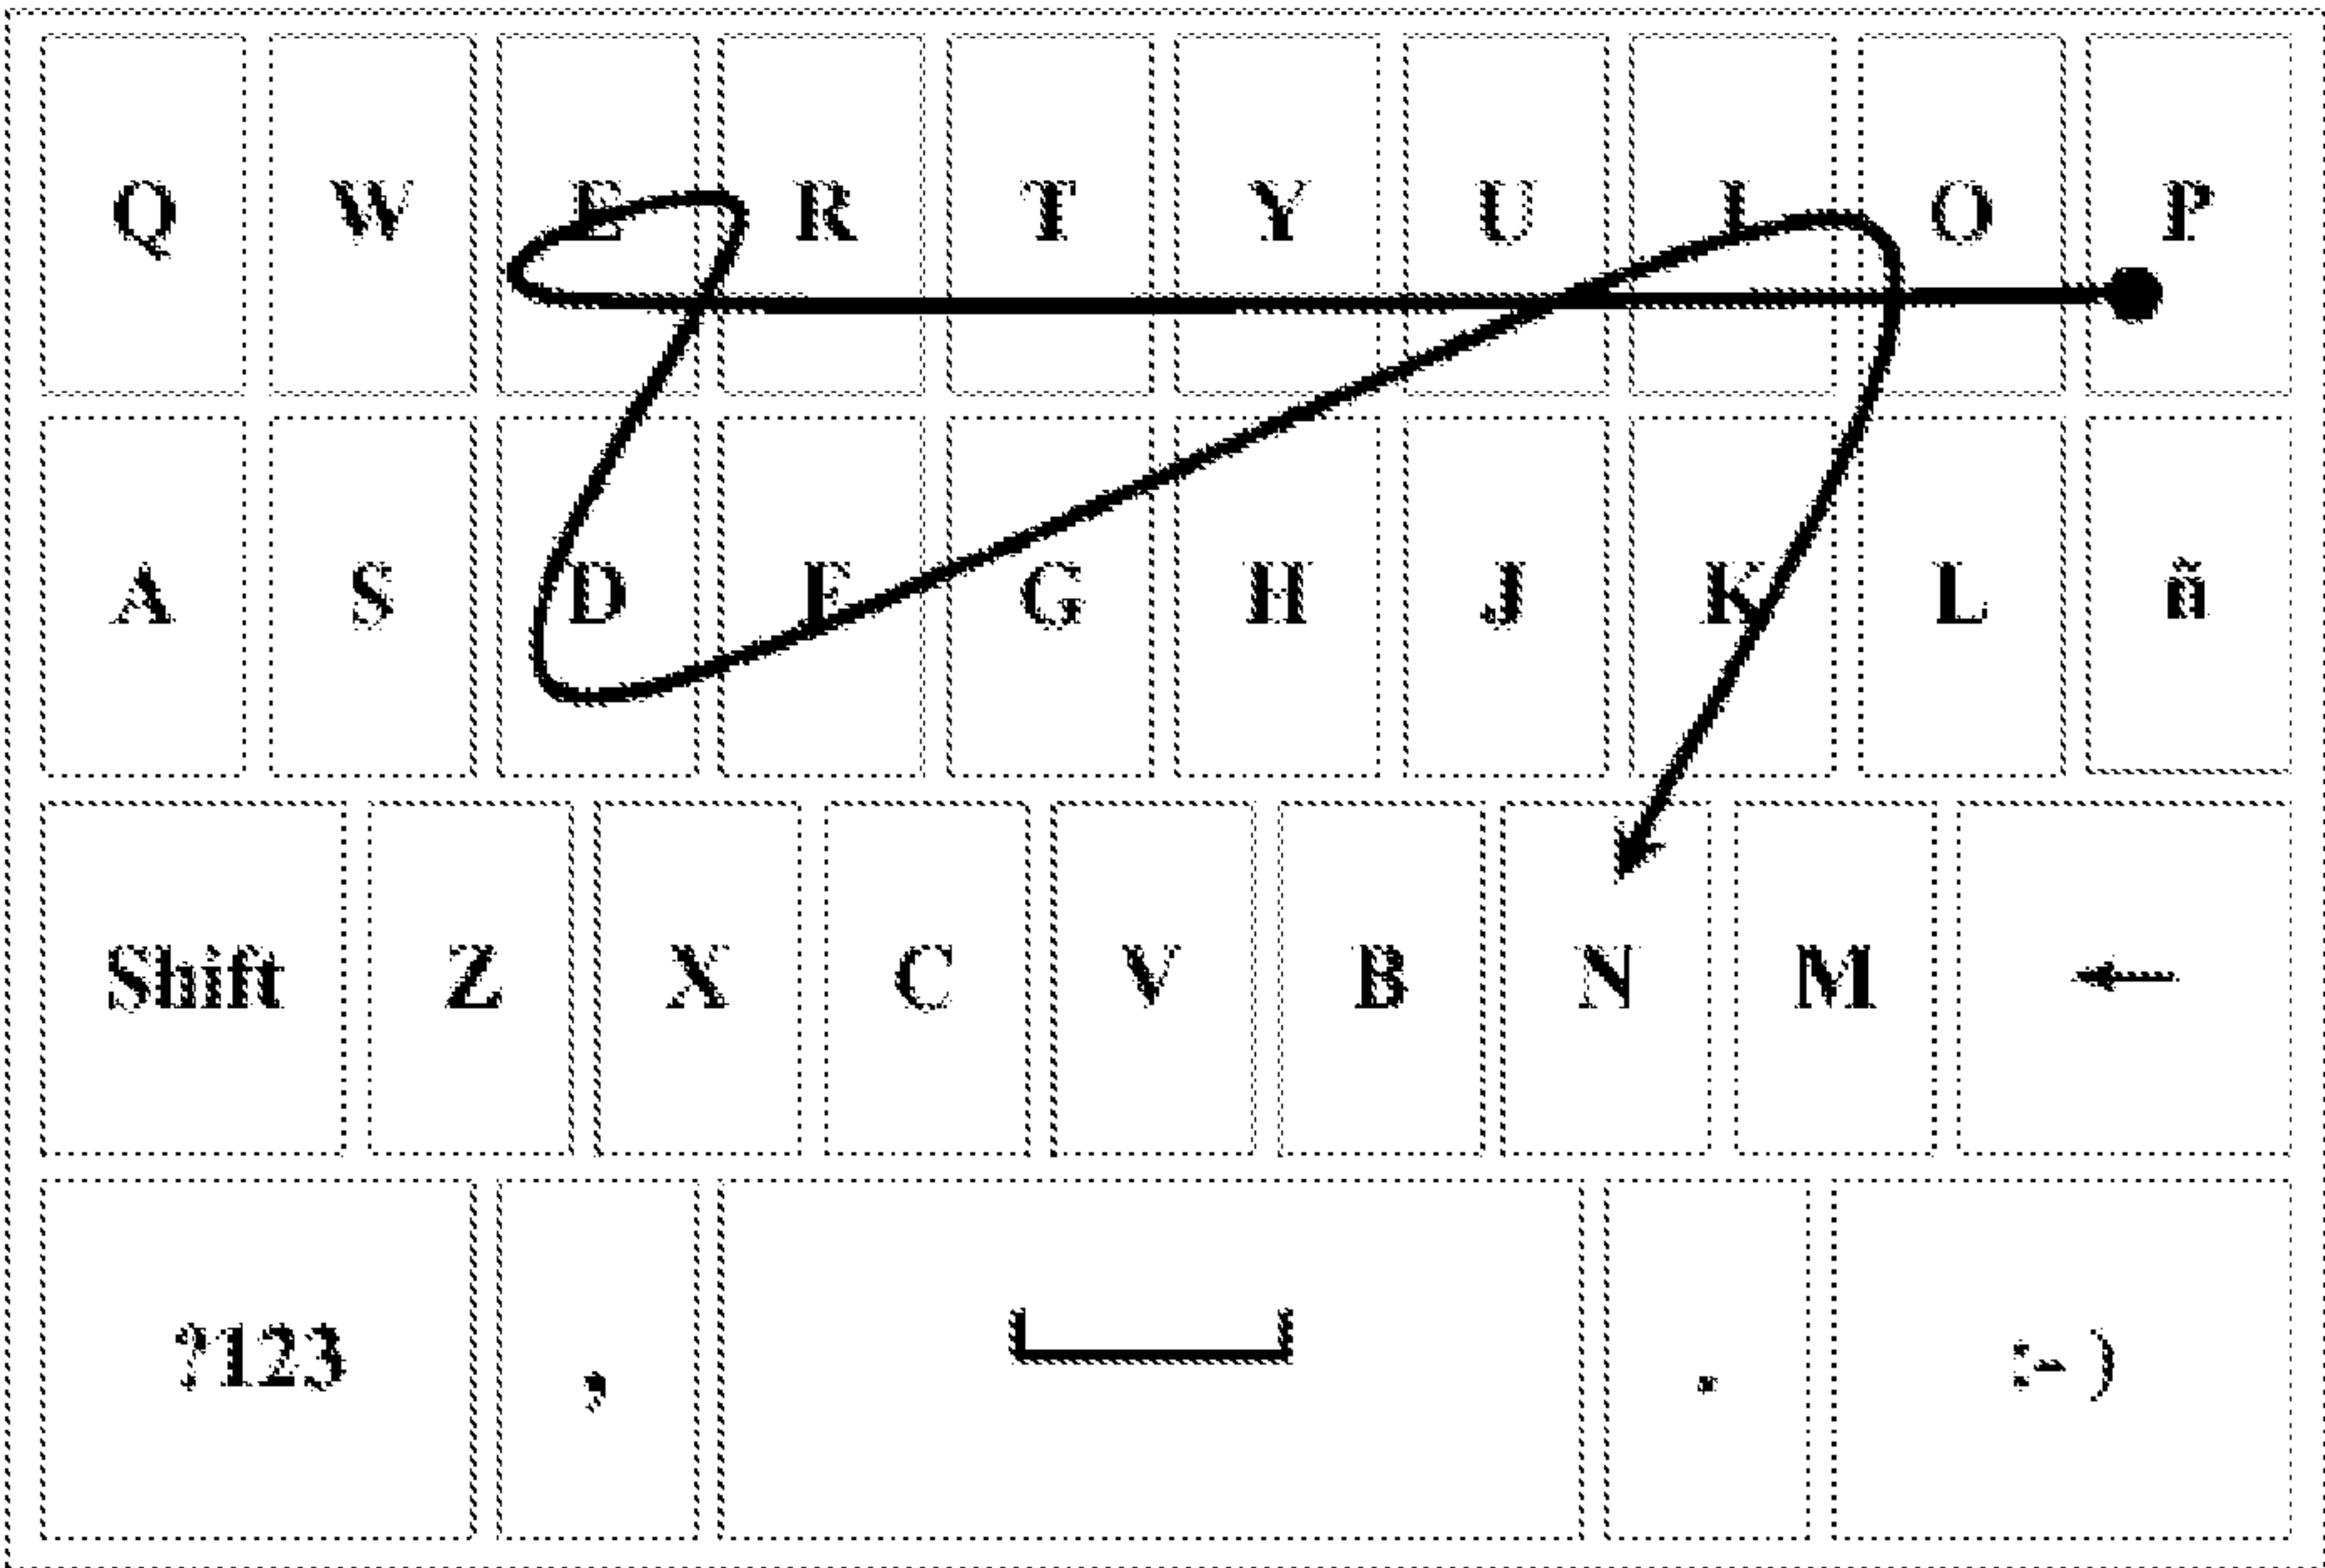 Q W E R T Y U I O P
A S D F G H J K L ñ
Shift Z X C V B N M ←
?123 , . :- )